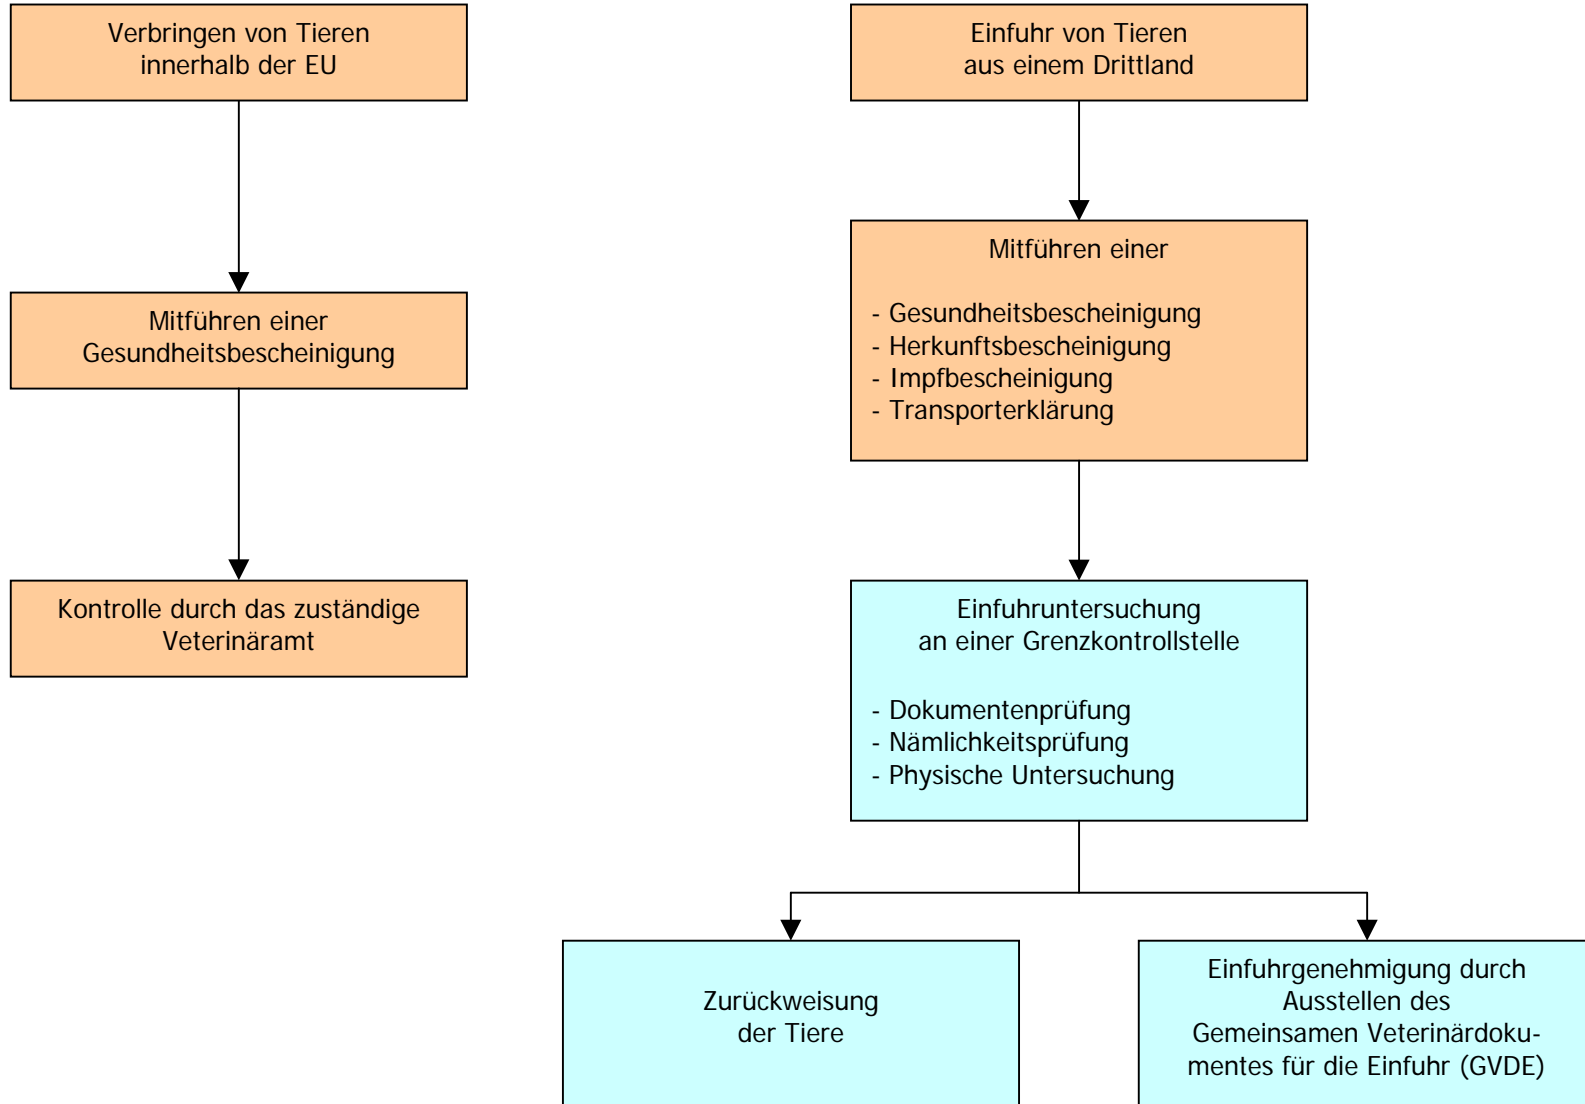 Verbringen von Tieren
innerhalb der EU
Mitführen einer
Gesundheitsbescheinigung
Kontrolle durch das zuständige
Veterinäramt
Einfuhr von Tieren
aus einem Drittland
Mitführen einer
- Gesundheitsbescheinigung
- Herkunftsbescheinigung
- Impfbescheinigung
- Transporterklärung
Einfuhruntersuchung
an einer Grenzkontrollstelle
- Dokumentenprüfung
- Nämlichkeitsprüfung
- Physische Untersuchung
Zurückweisung
der Tiere
Einfuhrgenehmigung durch
Ausstellen des
Gemeinsamen Veterinärdoku-
mentes für die Einfuhr (GVDE)